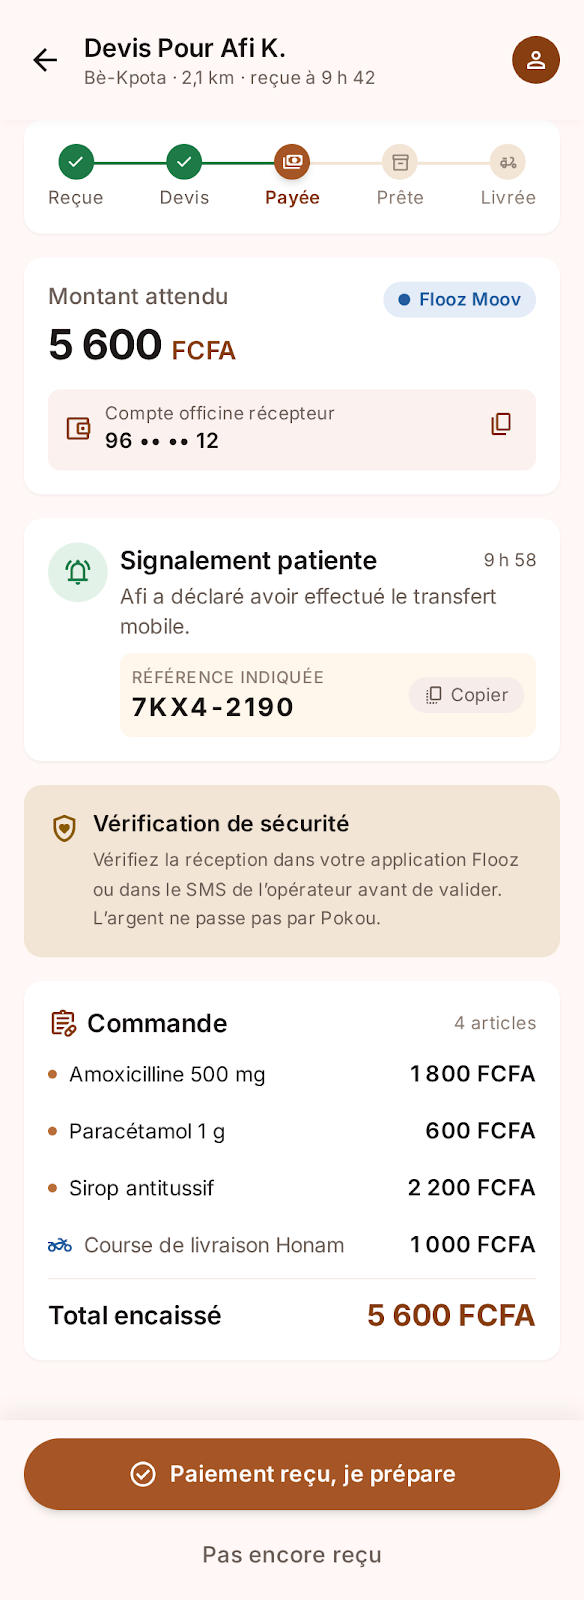 Devis Pour Afi K.
Bè-Kpota · 2,1 km · reçue à 9 h 42
Reçue Devis Payée Prête Livrée
Montant attendu
Flooz Moov
5 600 FCFA
Compte officine récepteur
96 •• •• 12
Signalement patiente
9 h 58
Afi a déclaré avoir effectué le transfert
mobile.
RÉFÉRENCE INDIQUÉE
7KX4-2190
Copier
Vérification de sécurité
Vérifiez la réception dans votre application Flooz
ou dans le SMS de l’opérateur avant de valider.
L’argent ne passe pas par Pokou.
Commande 4 articles
Amoxicilline 500 mg 1 800 FCFA
Paracétamol 1 g 600 FCFA
Sirop antitussif 2 200 FCFA
Course de livraison Honam 1 000 FCFA
Total encaissé 5 600 FCFA
Paiement reçu, je prépare
Pas encore reçu